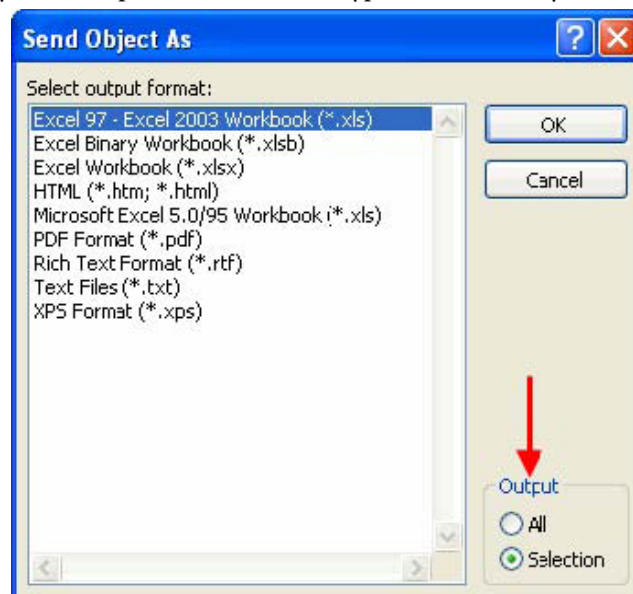 Send Object As
Select output format:
Excel 97 - Excel 2003 Workbook (*.xls)
Excel Binary Workbook (*.xlsb)
Excel Workbook (*.xlsx)
HTML (*.htm; *.html)
Microsoft Excel 5.0/95 Workbook (*.xls)
PDF Format (*.pdf)
Rich Text Format (*.rtf)
Text Files (*.txt)
XPS Format (*.xps)
OK
Cancel
Output
All
Selection